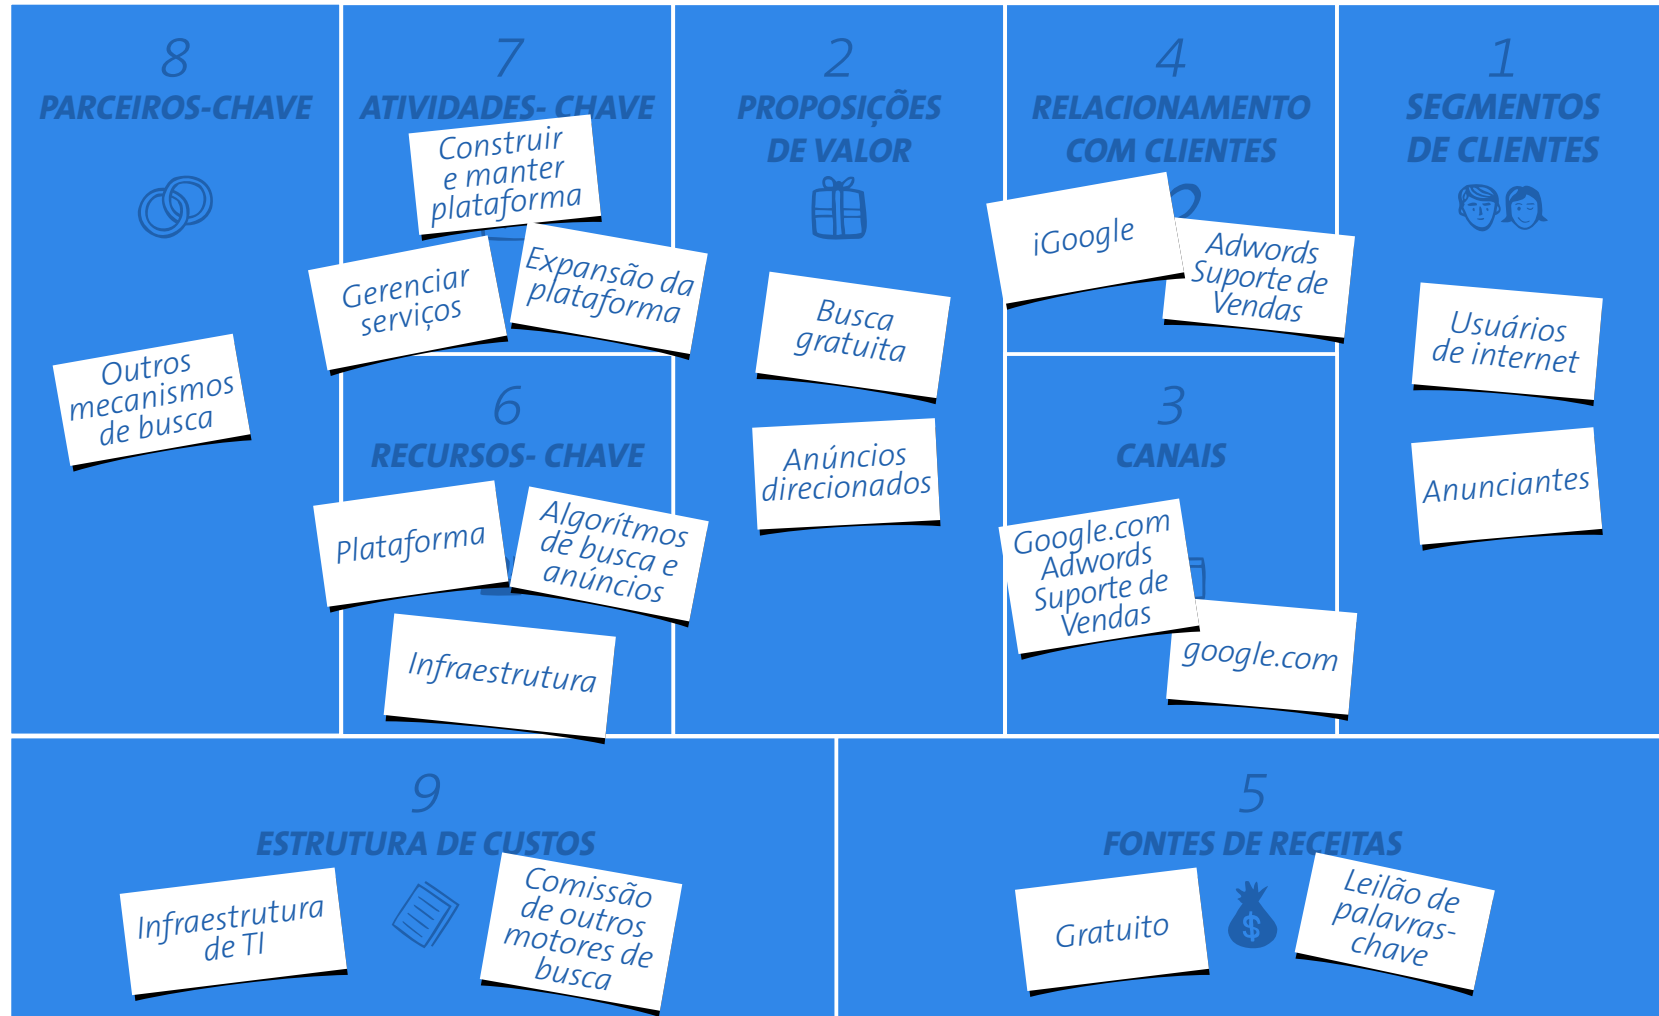 8
PARCEIROS-CHAVE
Outros
mecanismos
de busca
7
ATIVIDADES- CHAVE
Construir
e manter
plataforma
Gerenciar
serviços
Expansão da
plataforma
6
RECURSOS- CHAVE
Plataforma
Algorítmos
de busca e
anúncios
Infraestrutura
2
PROPOSIÇÕES
DE VALOR
Busca
gratuita
Anúncios
direcionados
4
RELACIONAMENTO
COM CLIENTES
iGoogle
Adwords
Suporte de
Vendas
3
CANAIS
Google.com
Adwords
Suporte de
Vendas
google.com
1
SEGMENTOS
DE CLIENTES
Usuários
de internet
Anunciantes
9
ESTRUTURA DE CUSTOS
Infraestrutura
de TI
Comissão
de outros
motores de
busca
5
FONTES DE RECEITAS
Gratuito
$
Leilão de
palavras-
chave